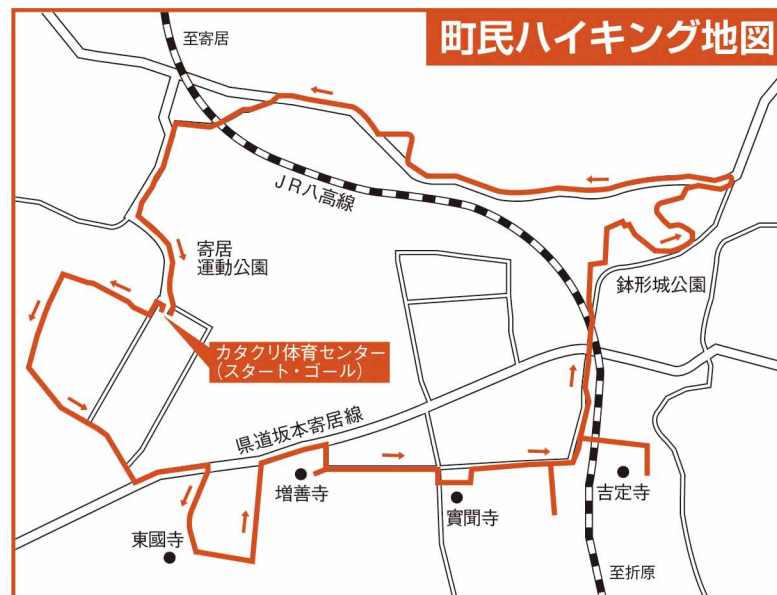 町民ハイキング地図
至寄居
JR八高線
寄居
運動公園
鉢形城公園
カタクリ体育センター
(スタート・ゴール)
県道坂本寄居線
増善寺
實聞寺
吉定寺
東國寺
至折原